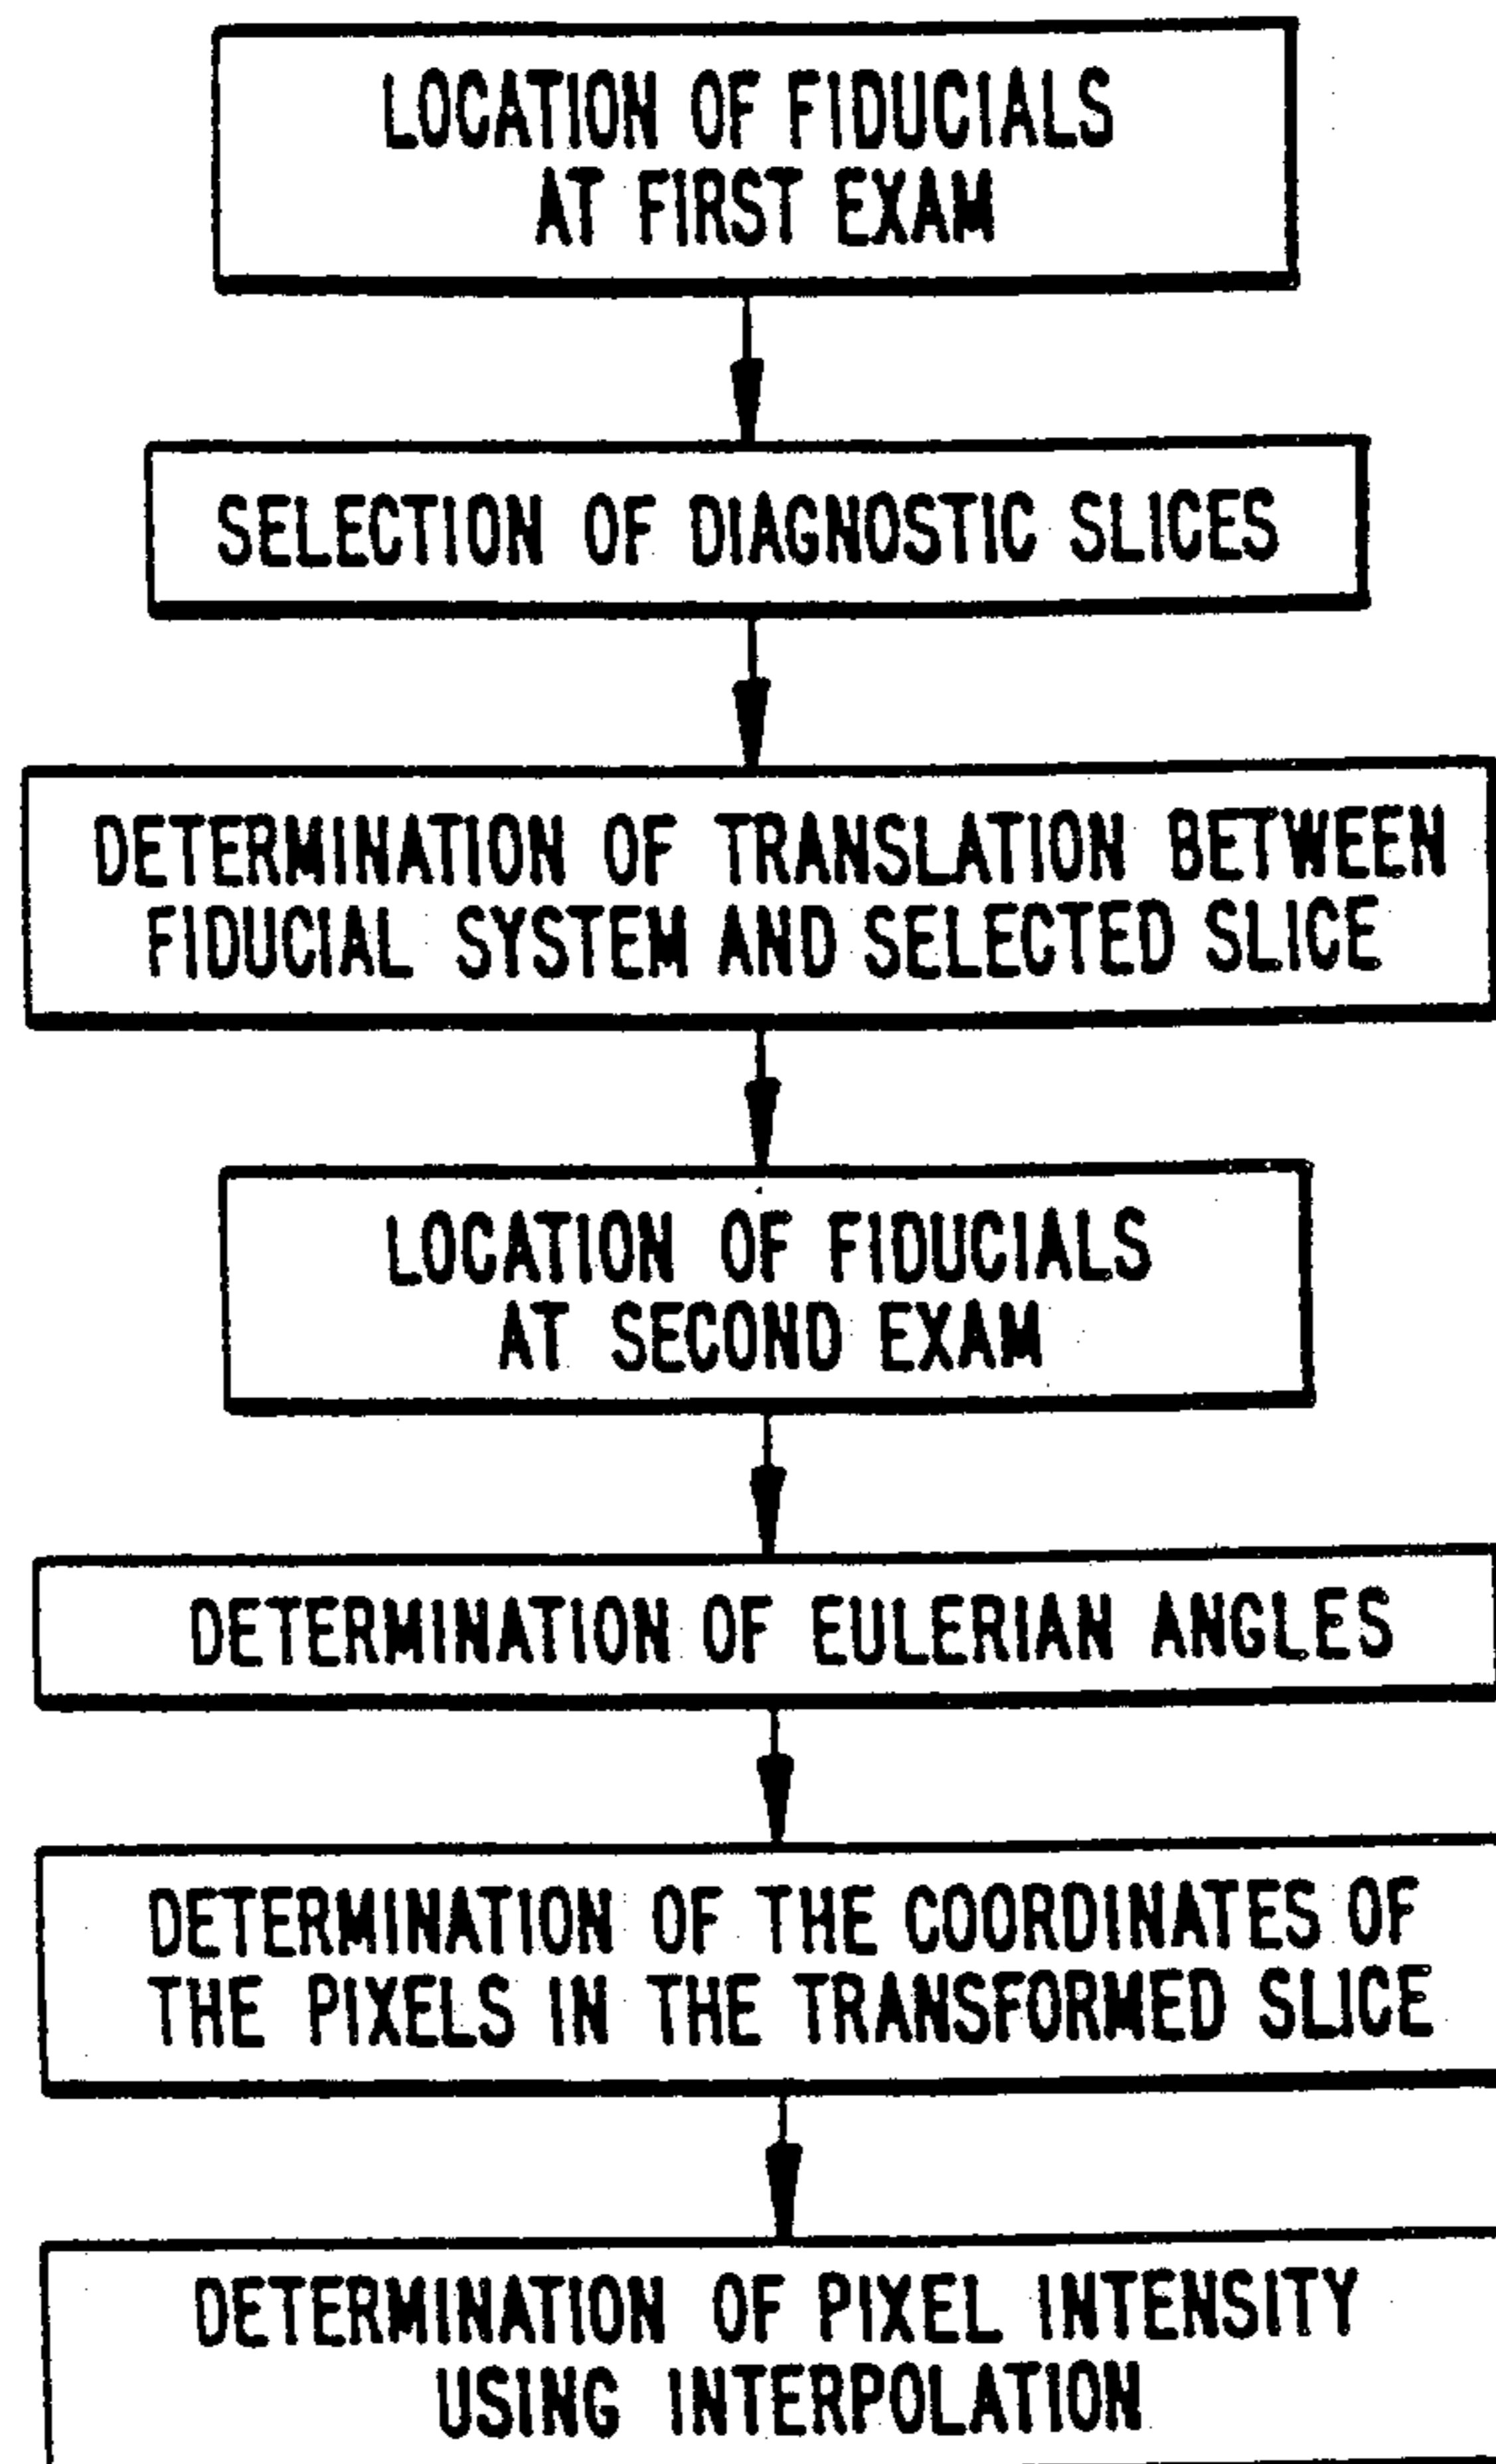 LOCATION OF FIDUCIALS
AT FIRST EXAM
SELECTION OF DIAGNOSTIC SLICES
DETERMINATION OF TRANSLATION BETWEEN
FIDUCIAL SYSTEM AND SELECTED SLICE
LOCATION OF FIDUCIALS
AT SECOND EXAM
DETERMINATION OF EULERIAN ANGLES
DETERMINATION OF THE COORDINATES OF
THE PIXELS IN THE TRANSFORMED SLICE
DETERMINATION OF PIXEL INTENSITY
USING INTERPOLATION